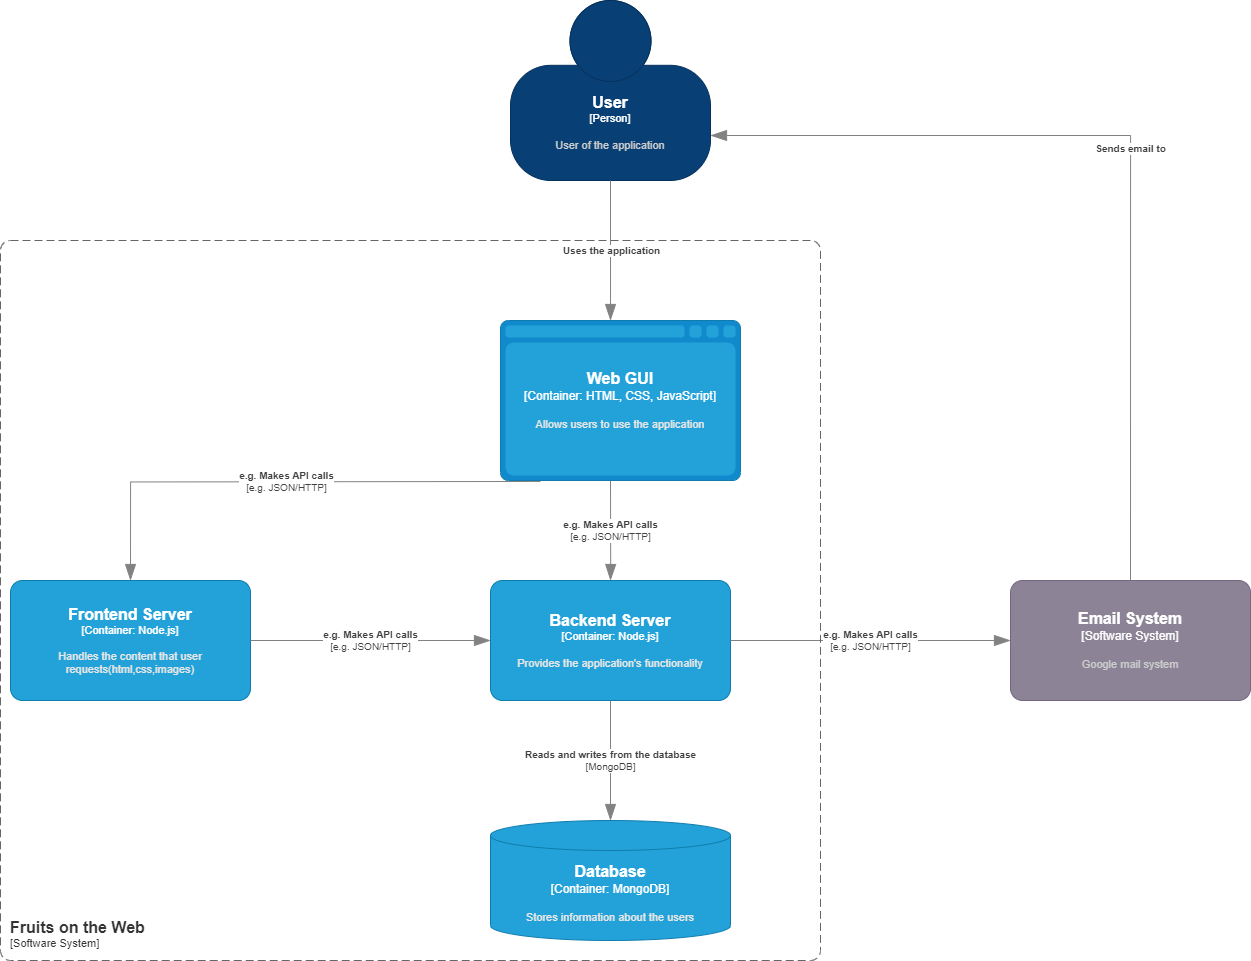 User
[Person]
User of the application
Sends email to
Uses the application
Web GUI
[Container: HTML, CSS, JavaScript]
Allows users to use the application
e.g. Makes API calls
[e.g. JSON/HTTP]
e.g. Makes API calls
[e.g. JSON/HTTP]
Frontend Server
[Container: Node.js]
Handles the content that user
requests(html,css,images)
e.g. Makes API calls
[e.g. JSON/HTTP]
Backend Server
[Container: Node.js]
Provides the application's functionality
e.g. Makes API calls
[e.g. JSON/HTTP]
Email System
[Software System]
Google mail system
Reads and writes from the database
[MongoDB]
Database
[Container: MongoDB]
Stores information about the users
Fruits on the Web
[Software System]